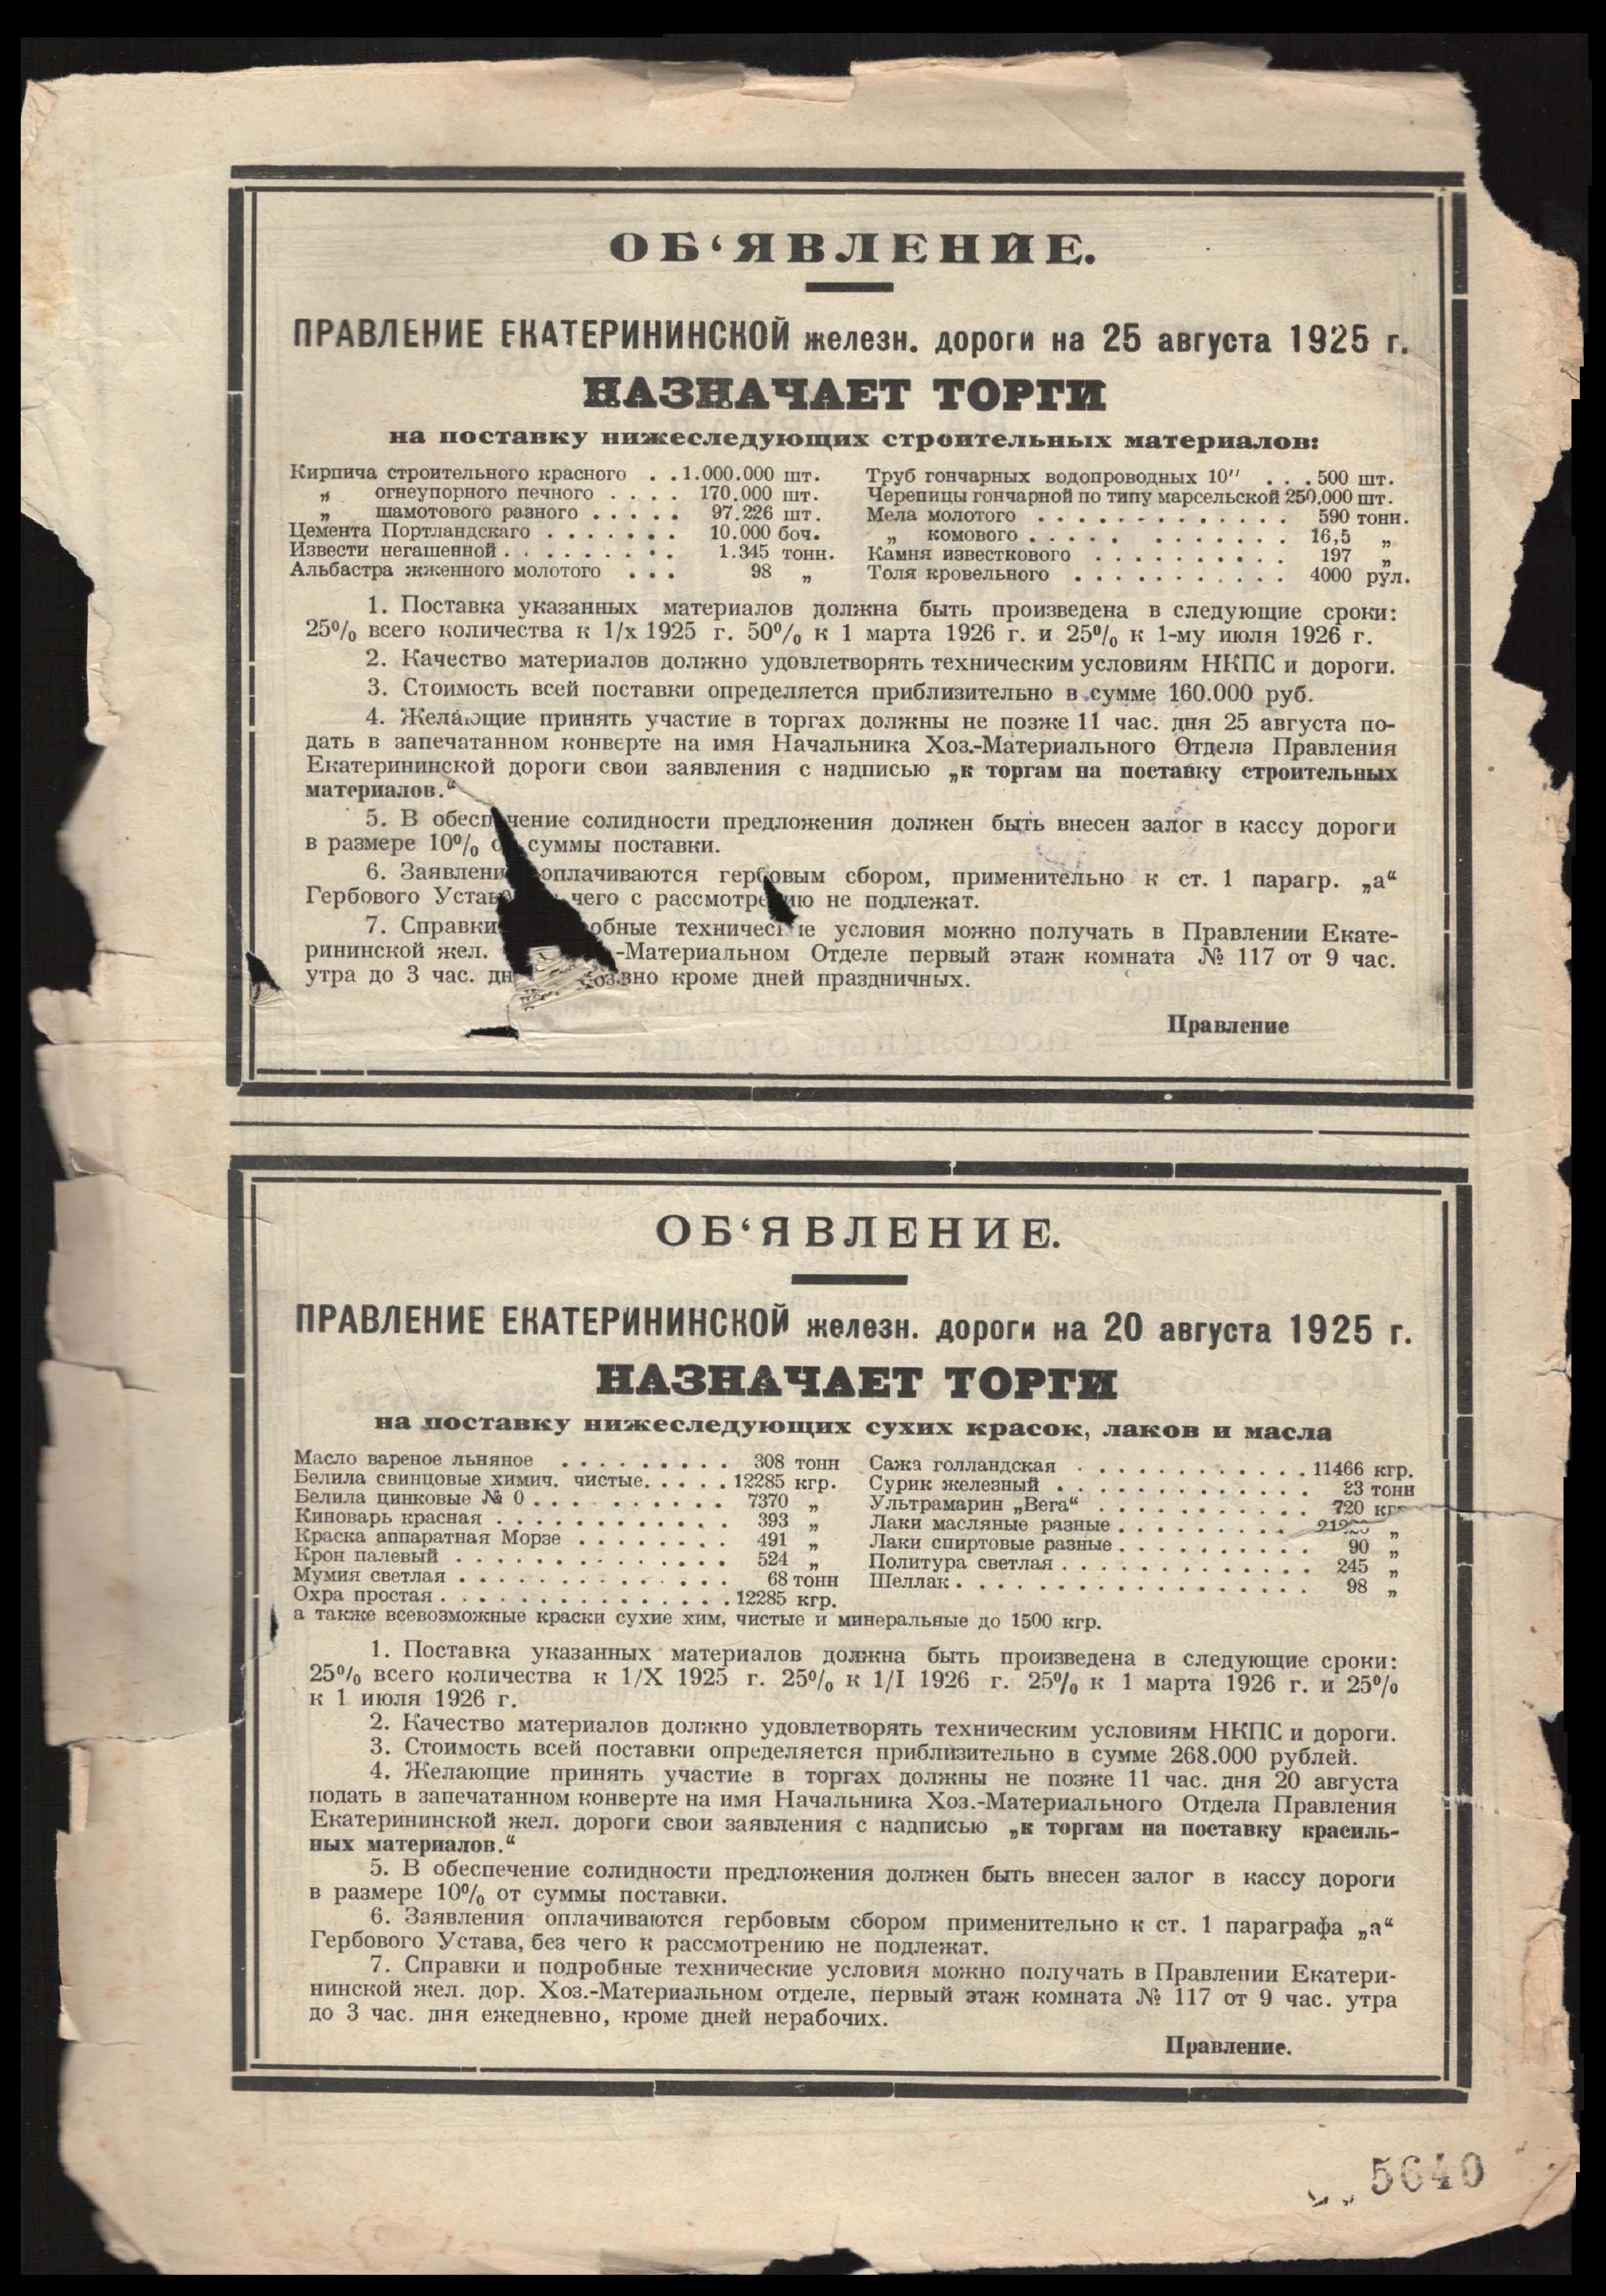 ОБ‘ЯВЛЕНИЕ.
ПРАВЛЕНИЕ ЕКАТЕРИНИНСКОЙ железн. дороги на 25 августа 1925 г.
НАЗНАЧАЕТ ТОРГИ
на поставку нижеследующих строительных материалов:
Кирпича строительного красного . . 1.000.000 шт.
„ огнеупорного печного . . . . 170.000 шт.
„ шамотового разного . . . . . 97.226 шт.
Цемента Портландскаго . . . . . . . 10.000 боч.
Извести негашенной . . . . . . . . . 1.345 тонн.
Альбастра жженного молотого . . . 98 „
Труб гончарных водопроводных 10″ . . . 500 шт.
Черепицы гончарной по типу марсельской 250.000 шт.
Мела молотого . . . . . . . . . . . . . 590 тонн.
„ комового . . . . . . . . . . . . 16,5 „
Камня известкового . . . . . . . . . . 197 „
Толя кровельного . . . . . . . . . . . 4000 рул.
1. Поставка указанных материалов должна быть произведена в следующие сроки:
25% всего количества к 1/х 1925 г. 50% к 1 марта 1926 г. и 25% к 1-му июля 1926 г.
2. Качество материалов должно удовлетворять техническим условиям НКПС и дороги.
3. Стоимость всей поставки определяется приблизительно в сумме 160.000 руб.
4. Желающие принять участие в торгах должны не позже 11 час. дня 25 августа по-
дать в запечатанном конверте на имя Начальника Хоз.-Материального Отдела Правления
Екатерининской дороги свои заявления с надписью „к торгам на поставку строительных
материалов.“
5. В обеспечение солидности предложения должен быть внесен залог в кассу дороги
в размере 10% суммы поставки.
6. Заявлени оплачиваются гербовым сбором, применительно к ст. 1 парагр. „а“
Гербового Устав чего с рассмотрению не подлежат.
7. Справки обные технические условия можно получать в Правлении Екате-
рининской жел. -Материальном Отделе первый этаж комната № 117 от 9 час.
утра до 3 час. дн кроме дней праздничных.
Правление
ОБ‘ЯВЛЕНИЕ.
ПРАВЛЕНИЕ ЕКАТЕРИНИНСКОЙ железн. дороги на 20 августа 1925 г.
НАЗНАЧАЕТ ТОРГИ
на поставку нижеследующих сухих красок, лаков и масла
Масло вареное льняное . . . . . . . . . 308 тонн
Белила свинцовые химич. чистые. . . . . 12285 кгр.
Белила цинковые № 0 . . . . . . . . . . 7370 „
Киноварь красная . . . . . . . . . . . . 393 „
Краска аппаратная Морзе . . . . . . . . 491 „
Крон палевый . . . . . . . . . . . . . . 524 „
Мумия светлая . . . . . . . . . . . . . . 68 тонн
Охра простая . . . . . . . . . . . . . . . 12285 кгр.
Сажа голландская . . . . . . . . . . . . 11466 кгр.
Сурик железный . . . . . . . . . . . . . 33 тонн
Ультрамарин „Вега“ . . . . . . . . . . . 720 кгр
Лаки масляные разные . . . . . . . . . „
Лаки спиртовые разные . . . . . . . . . . 90 „
Политура светлая . . . . . . . . . . . . . 245 „
Шеллак . . . . . . . . . . . . . . . . . . 98 „
а также всевозможные краски сухие хим, чистые и минеральные до 1500 кгр.
1. Поставка указанных материалов должна быть произведена в следующие сроки:
25% всего количества к 1/X 1925 г. 25% к 1/I 1926 г. 25% к 1 марта 1926 г. и 25%
к 1 июля 1926 г.
2. Качество материалов должно удовлетворять техническим условиям НКПС и дороги.
3. Стоимость всей поставки определяется приблизительно в сумме 268.000 рублей.
4. Желающие принять участие в торгах должны не позже 11 час. дня 20 августа
подать в запечатанном конверте на имя Начальника Хоз.-Материального Отдела Правления
Екатерининской жел. дороги свои заявления с надписью „к торгам на поставку красиль-
ных материалов.“
5. В обеспечение солидности предложения должен быть внесен залог в кассу дороги
в размере 10% от суммы поставки.
6. Заявления оплачиваются гербовым сбором применительно к ст. 1 параграфа „а“
Гербового Устава, без чего к рассмотрению не подлежат.
7. Справки и подробные технические условия можно получать в Правлении Екатери-
нинской жел. дор. Хоз.-Материальном отделе, первый этаж комната № 117 от 9 час. утра
до 3 час. дня ежедневно, кроме дней нерабочих.
Правление.
5640